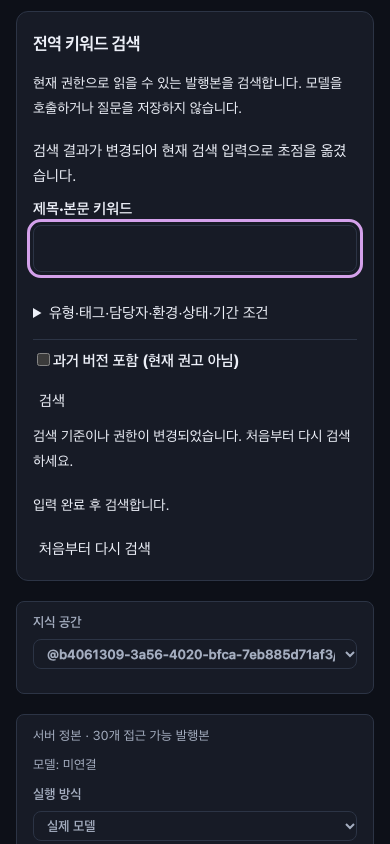 전역 키워드 검색
현재 권한으로 읽을 수 있는 발행본을 검색합니다. 모델을
호출하거나 질문을 저장하지 않습니다.
검색 결과가 변경되어 현재 검색 입력으로 초점을 옮겼
습니다.
제목·본문 키워드
▶ 유형·태그·담당자·환경·상태·기간 조건
과거 버전 포함 (현재 권고 아님)
검색
검색 기준이나 권한이 변경되었습니다. 처음부터 다시 검색
하세요.
입력 완료 후 검색합니다.
처음부터 다시 검색
지식 공간
@b4061309-3a56-4020-bfca-7eb885d71af3/
서버 정본 · 30개 접근 가능 발행본
모델: 미연결
실행 방식
실제 모델